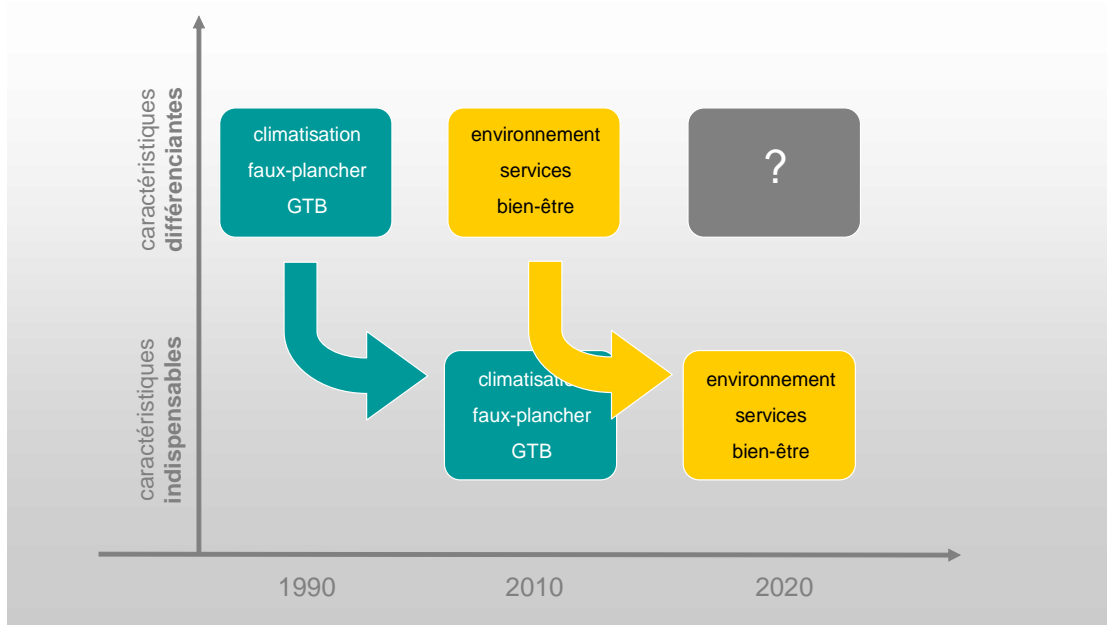 caractéristiques
différenciantes
climatisation
faux-plancher
GTB
environnement
services
bien-être
?
caractéristiques
indispensables
climatisation
faux-plancher
GTB
environnement
services
bien-être
1990
2010
2020